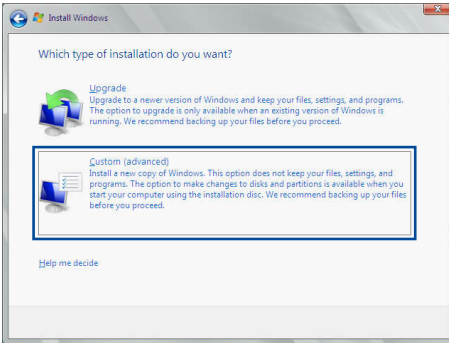 Install Windows
Which type of installation do you want?
Upgrade
Upgrade to a newer version of Windows and keep your files, settings, and programs.
The option to upgrade is only available when an existing version of Windows is
running. We recommend backing up your files before you proceed.
Custom (advanced)
Install a new copy of Windows. This option does not keep your files, settings, and
programs. The option to make changes to disks and partitions is available when you
start your computer using the installation disc. We recommend backing up your files
before you proceed.
Help me decide